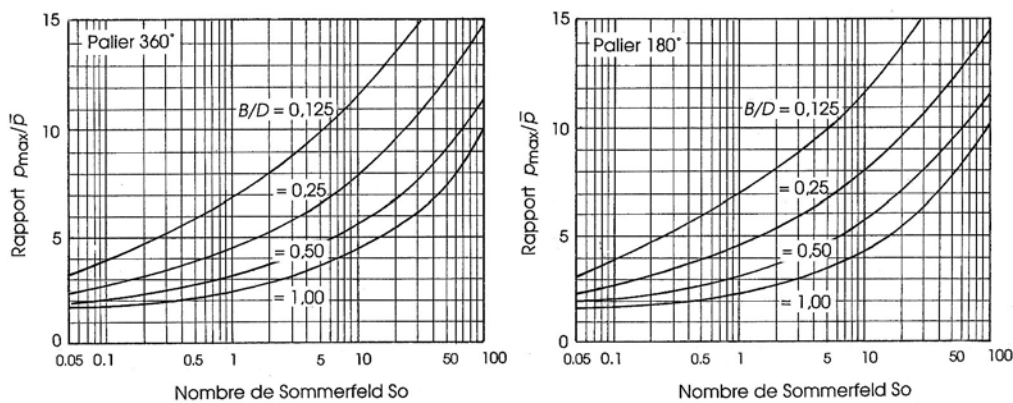 15
Palier 360°
B/D = 0,125
10
= 0,25
5
= 0,50
= 1,00
0
0.05 0.1 0.5 1 5 10 50 100
Rapport pmax/p̄
Nombre de Sommerfeld So
15
Palier 180°
B/D = 0,125
10
= 0,25
5
= 0,50
= 1,00
0
0.05 0.1 0.5 1 5 10 50 100
Rapport pmax/p̄
Nombre de Sommerfeld So